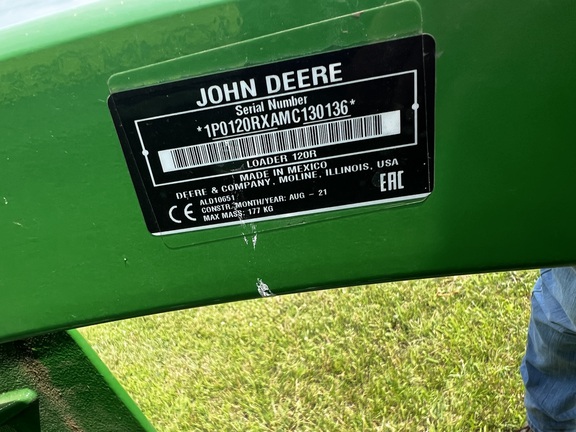 JOHN DEERE
Serial Number
*1P0120RXAMC130136*
LOADER 120R
MADE IN MEXICO
DEERE & COMPANY, MOLINE, ILLINOIS, USA
ALD10651
CONSTR. MONTH/YEAR: AUG - 21
MAX MASS: 177 KG
CE
EAC